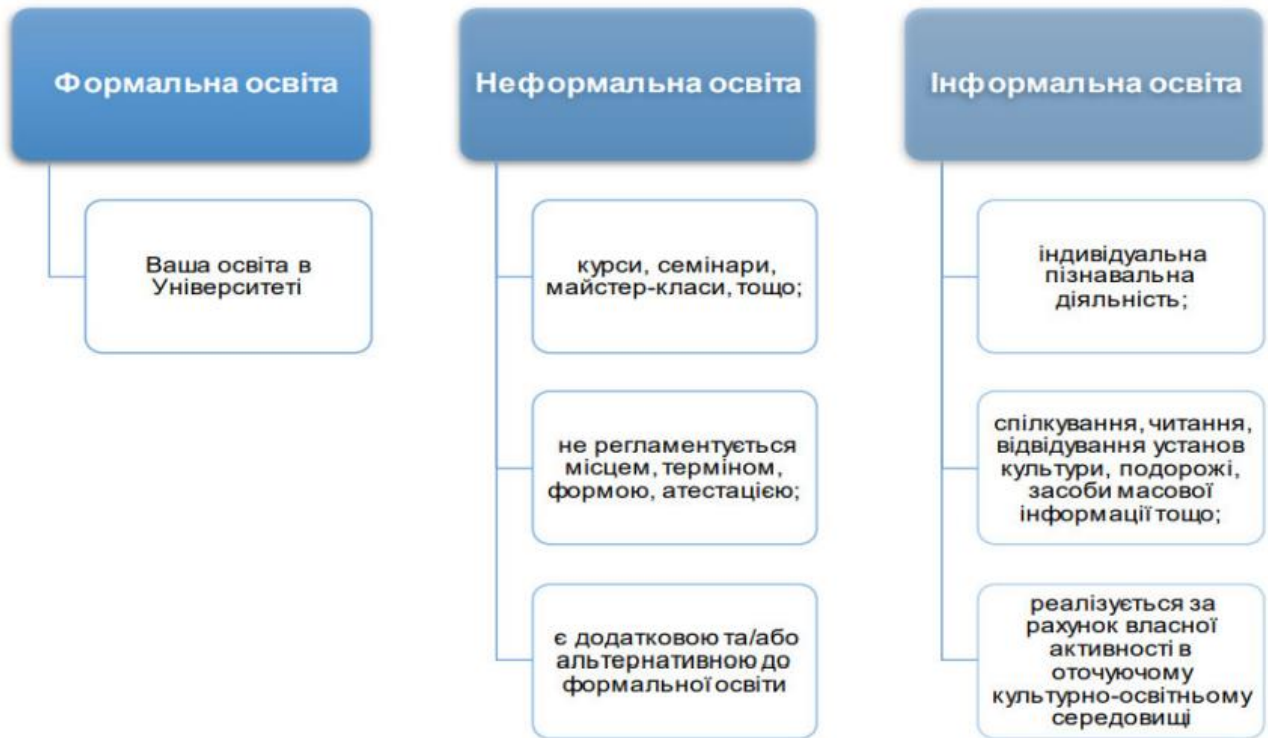 Формальна освіта
Ваша освіта в
Університеті
Неформальна освіта
курси, семінари,
майстер-класи, тощо;
не регламентується
місцем, терміном,
формою, атестацією;
є додатковою та/або
альтернативною до
формальної освіти
Інформальна освіта
індивідуальна
пізнавальна
діяльність;
спілкування, читання,
відвідування установ
культури, подорожі,
засоби масової
інформації тощо;
реалізується за
рахунок власної
активності в
оточуючому
культурно-освітньому
середовищі